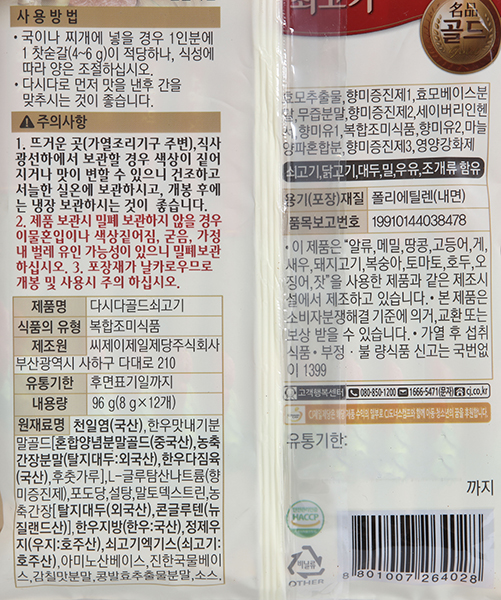 사용방법
• 국이나 찌개에 넣을 경우 1인분에
1 찻숟갈(4~6g)이 적당하나, 식성에
따라 양은 조절하십시오.
• 다시다로 먼저 맛을 낸후 간을
맞추시는 것이 좋습니다.
주의사항
1. 뜨거운 곳(가열조리기구 주변),직사
광선하에서 보관할 경우 색상이 짙어
지거나 맛이 변할 수 있으니 건조하고
서늘한 실온에 보관하시고, 개봉 후에
는 냉장 보관하시는 것이 좋습니다.
2. 제품 보관시 밀폐 보관하지 않을 경우
이물혼입이나 색상짙어짐, 굳음, 가정
내 벌레 유인 가능성이 있으니 밀폐보관
하십시오. 3. 포장재가 날카로우므로
개봉 및 사용시 주의 하십시오.
제품명 다시다골드쇠고기
식품의 유형 복합조미식품
제조원 씨제이제일제당주식회사
부산광역시 사하구 다대로 210
유통기한 후면표기일까지
내용량 96 g(8 g×12개)
원재료명 천일염(국산), 한우맛내기분
말골드[혼합양념분말골드(중국산),농축
간장분말(탈지대두:외국산), 한우다짐육
(국산),후춧가루],L-글루탐산나트륨(향
미증진제),포도당,설탕,말토덱스트린,농
축간장[탈지대두(외국산), 콘글루텐(뉴
질랜드산)],한우지방(한우:국산),정제우
지(우지:호주산),쇠고기엑스(쇠고기:
호주산),아미노산베이스,진한국물베이
스,감칠맛분말,콩발효추출물분말,소스,
쇠고기
名品
골드
효모추출물,향미증진제1,효모베이스분
말,무즙분말,향미증진제2,세이버리인핸
서,향미유1,복합조미식품,향미유2,마늘
양파혼합분,향미증진제3,영양강화제
쇠고기,닭고기,대두,밀,우유,조개류 함유
용기(포장)재질 폴리에틸렌(내면)
품목보고번호 19910144038478
• 이 제품은 "알류,메밀,땅콩,고등어,게,
새우,돼지고기,복숭아,토마토,호두,오
징어,잣"을 사용한 제품과 같은 제조시
설에서 제조하고 있습니다.• 본 제품은
소비자분쟁해결 기준에 의거,교환 또는
보상 받을 수 있습니다.• 가열 후 섭취
식품•부정·불량식품 신고는 국번없
이 1399
고객행복센터 080-850-1200 1666-5471(문자) cj.co.kr
유통기한:
까지
HACCP
비닐류
OTHER
8 801007 264028